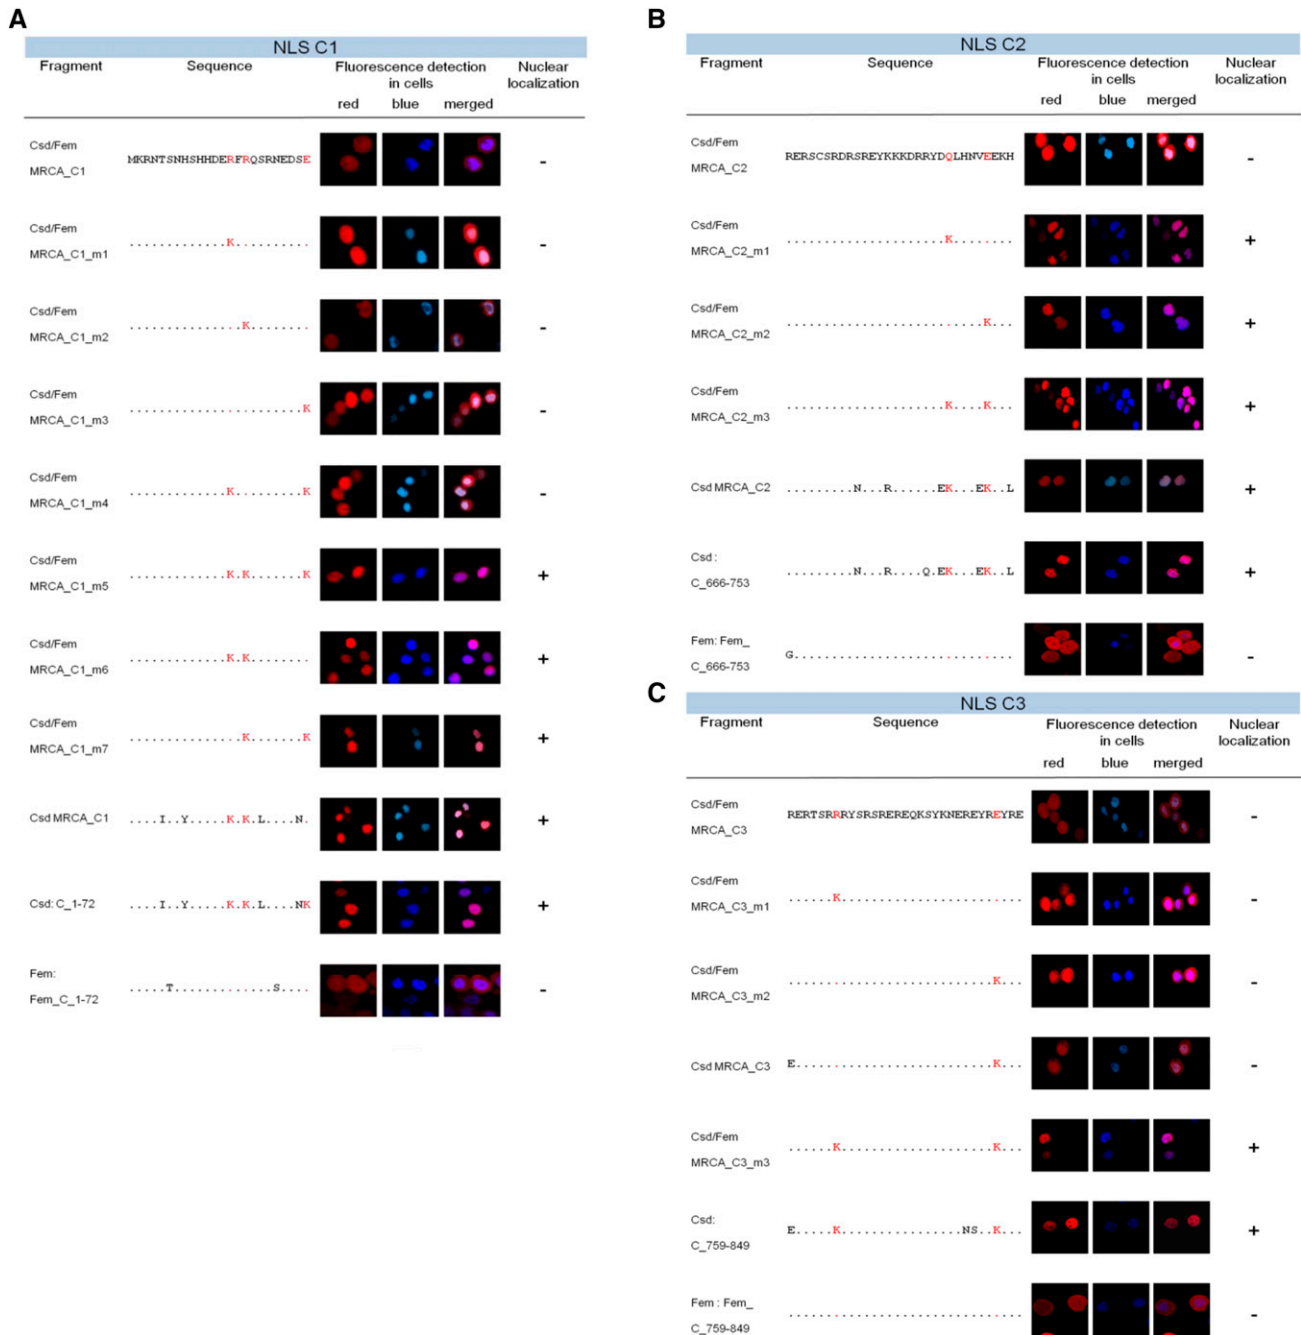 A
NLS C1
Fragment Sequence Fluorescence detection in cells Nuclear localization
red blue merged
Csd/Fem
MRCA_C1 MKRNTSNHSHHDERFRQSRNEDSE -
Csd/Fem
MRCA_C1_m1 .............K.......... -
Csd/Fem
MRCA_C1_m2 ...............K........ -
Csd/Fem
MRCA_C1_m3 .......................K -
Csd/Fem
MRCA_C1_m4 .............K.........K -
Csd/Fem
MRCA_C1_m5 .............K.K.......K +
Csd/Fem
MRCA_C1_m6 .............K.K........ +
Csd/Fem
MRCA_C1_m7 ...............K.......K +
Csd MRCA_C1 ....I..Y.....K.K.L....N. +
Csd: C_1-72 ....I..Y.....K.K.L....NK +
Fem:
Fem_C_1-72 .....T.............S.... -
B
NLS C2
Fragment Sequence Fluorescence detection in cells Nuclear localization
red blue merged
Csd/Fem
MRCA_C2 RERSCSRDRSREYKKKDRRYDQLHNVEEKH -
Csd/Fem
MRCA_C2_m1 .....................K........ +
Csd/Fem
MRCA_C2_m2 ..........................K... +
Csd/Fem
MRCA_C2_m3 .....................K....K... +
Csd MRCA_C2 .........N...R......EK...EK..L +
Csd :
C_666-753 .........N...R....Q.EK...EK..L +
Fem: Fem_
C_666-753 G............................. -
C
NLS C3
Fragment Sequence Fluorescence detection in cells Nuclear localization
red blue merged
Csd/Fem
MRCA_C3 RERTSRRRYSRSREREQKSYKNEREYREYRE -
Csd/Fem
MRCA_C3_m1 ......K........................ -
Csd/Fem
MRCA_C3_m2 ...........................K... -
Csd MRCA_C3 E..........................K... -
Csd/Fem
MRCA_C3_m3 ......K....................K... +
Csd:
C_759-849 E.....K................NS..K... +
Fem : Fem_
C_759-849 ............................... -